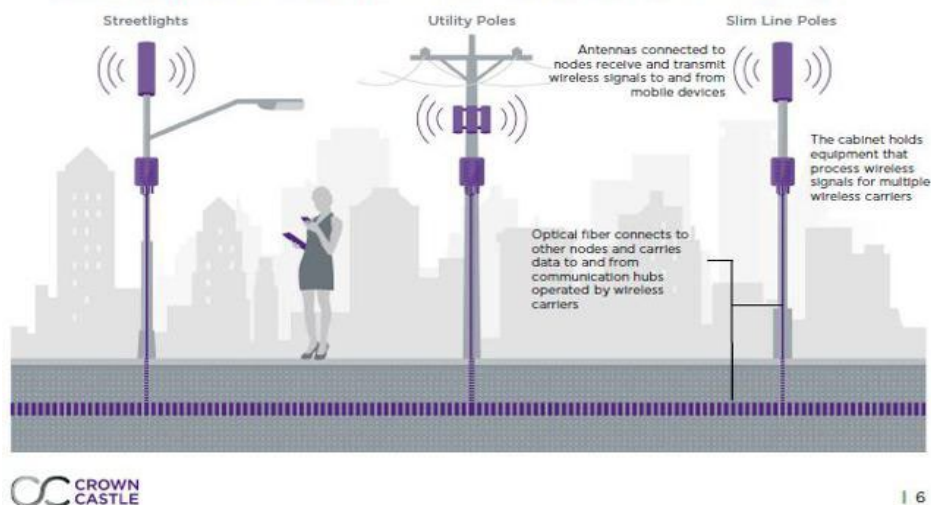 Streetlights
Utility Poles
Slim Line Poles
Antennas connected to
nodes receive and transmit
wireless signals to and from
mobile devices
The cabinet holds
equipment that
process wireless
signals for multiple
wireless carriers
Optical fiber connects to
other nodes and carries
data to and from
communication hubs
operated by wireless
carriers
CROWN
CASTLE
| 6